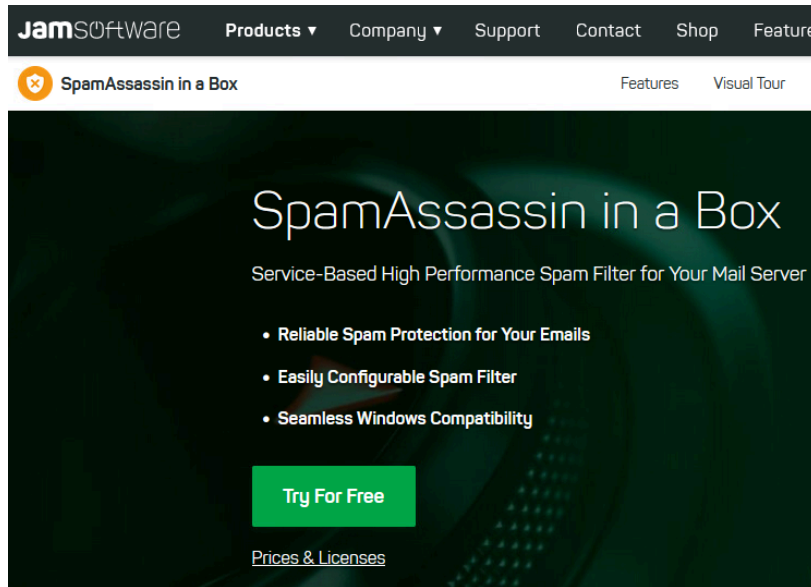 Jamsoftware Products ▾ Company ▾ Support Contact Shop Feature
SpamAssassin in a Box Features Visual Tour
SpamAssassin in a Box
Service-Based High Performance Spam Filter for Your Mail Server
• Reliable Spam Protection for Your Emails
• Easily Configurable Spam Filter
• Seamless Windows Compatibility
Try For Free
Prices & Licenses